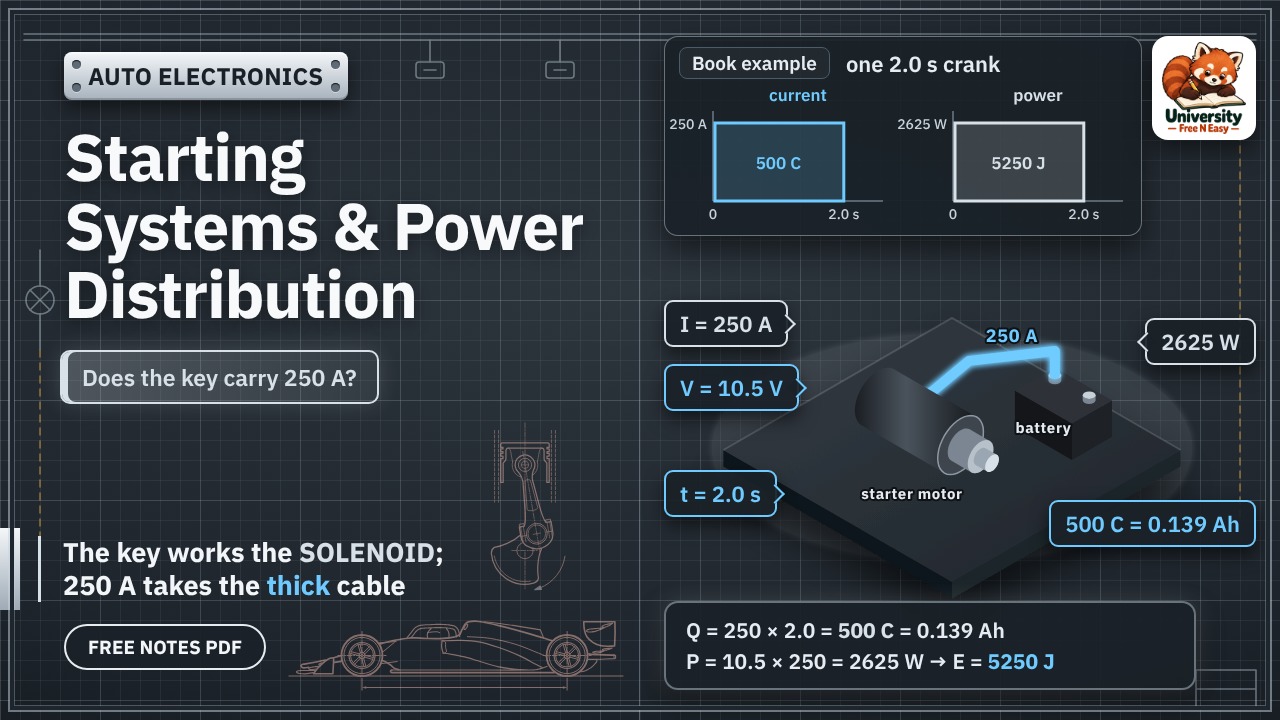 AUTO ELECTRONICS
Starting
Systems & Power
Distribution
Does the key carry 250 A?
The key works the SOLENOID;
250 A takes the thick cable
FREE NOTES PDF
Book example
one 2.0 s crank
current
250 A
500 C
0
2.0 s
power
2625 W
5250 J
0
2.0 s
University
Free N Easy
I = 250 A
V = 10.5 V
t = 2.0 s
250 A
battery
starter motor
2625 W
500 C = 0.139 Ah
Q = 250 × 2.0 = 500 C = 0.139 Ah
P = 10.5 × 250 = 2625 W → E = 5250 J